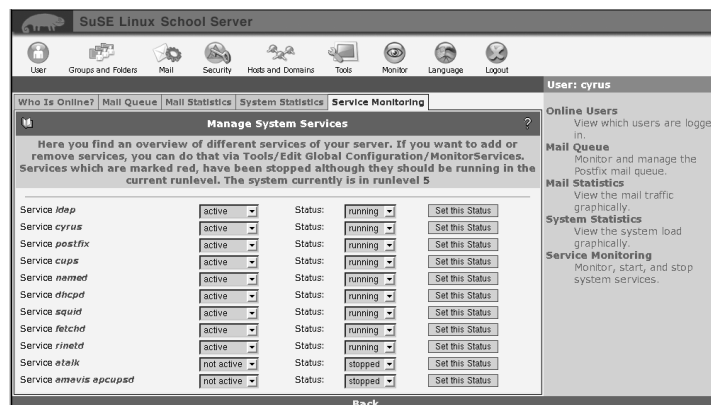 SuSE Linux School Server
User Groups and Folders Mail Security Hosts and Domains Tools Monitor Language Logout
User: cyrus
Who Is Online? Mail Queue Mail Statistics System Statistics Service Monitoring
Manage System Services ?
Here you find an overview of different services of your server. If you want to add or
remove services, you can do that via Tools/Edit Global Configuration/MonitorServices.
Services which are marked red, have been stopped although they should be running in the
current runlevel. The system currently is in runlevel 5
Service ldap active Status: running Set this Status
Service cyrus active Status: running Set this Status
Service postfix active Status: running Set this Status
Service cups active Status: running Set this Status
Service named active Status: running Set this Status
Service dhcpd active Status: running Set this Status
Service squid active Status: running Set this Status
Service fetchd active Status: running Set this Status
Service rinetd active Status: running Set this Status
Service atalk not active Status: stopped Set this Status
Service amavis apcupsd not active Status: stopped Set this Status
Back
Online Users
View which users are logge
in.
Mail Queue
Monitor and manage the
Postfix mail queue.
Mail Statistics
View the mail traffic
graphically.
System Statistics
View the system load
graphically.
Service Monitoring
Monitor, start, and stop
system services.